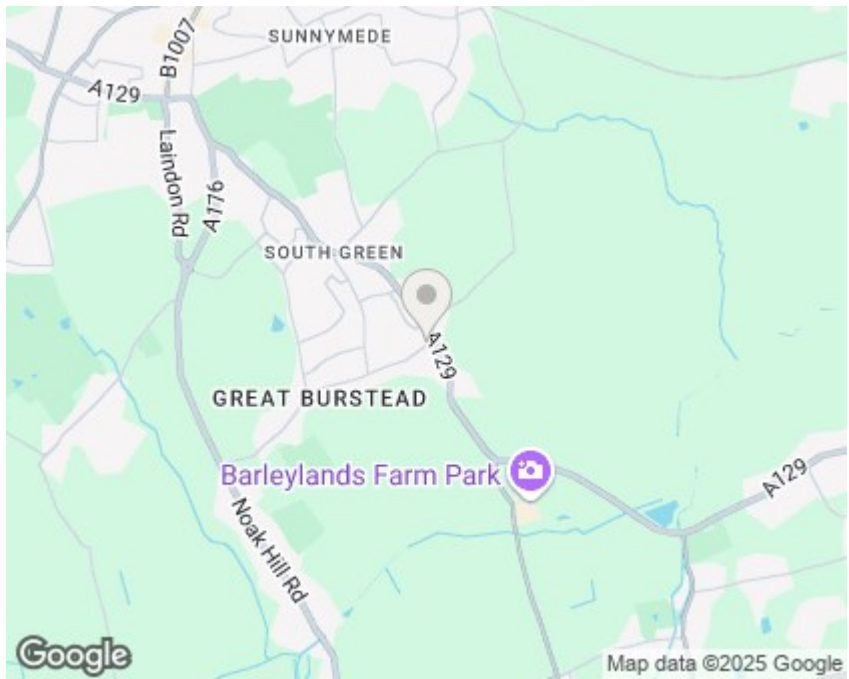 SUNNYMEDE
B1007
A129
Laindon Rd
A176
SOUTH GREEN
A129
GREAT BURSTEAD
Barleylands Farm Park
A129
Noak Hill Rd
Google
Map data ©2025 Google